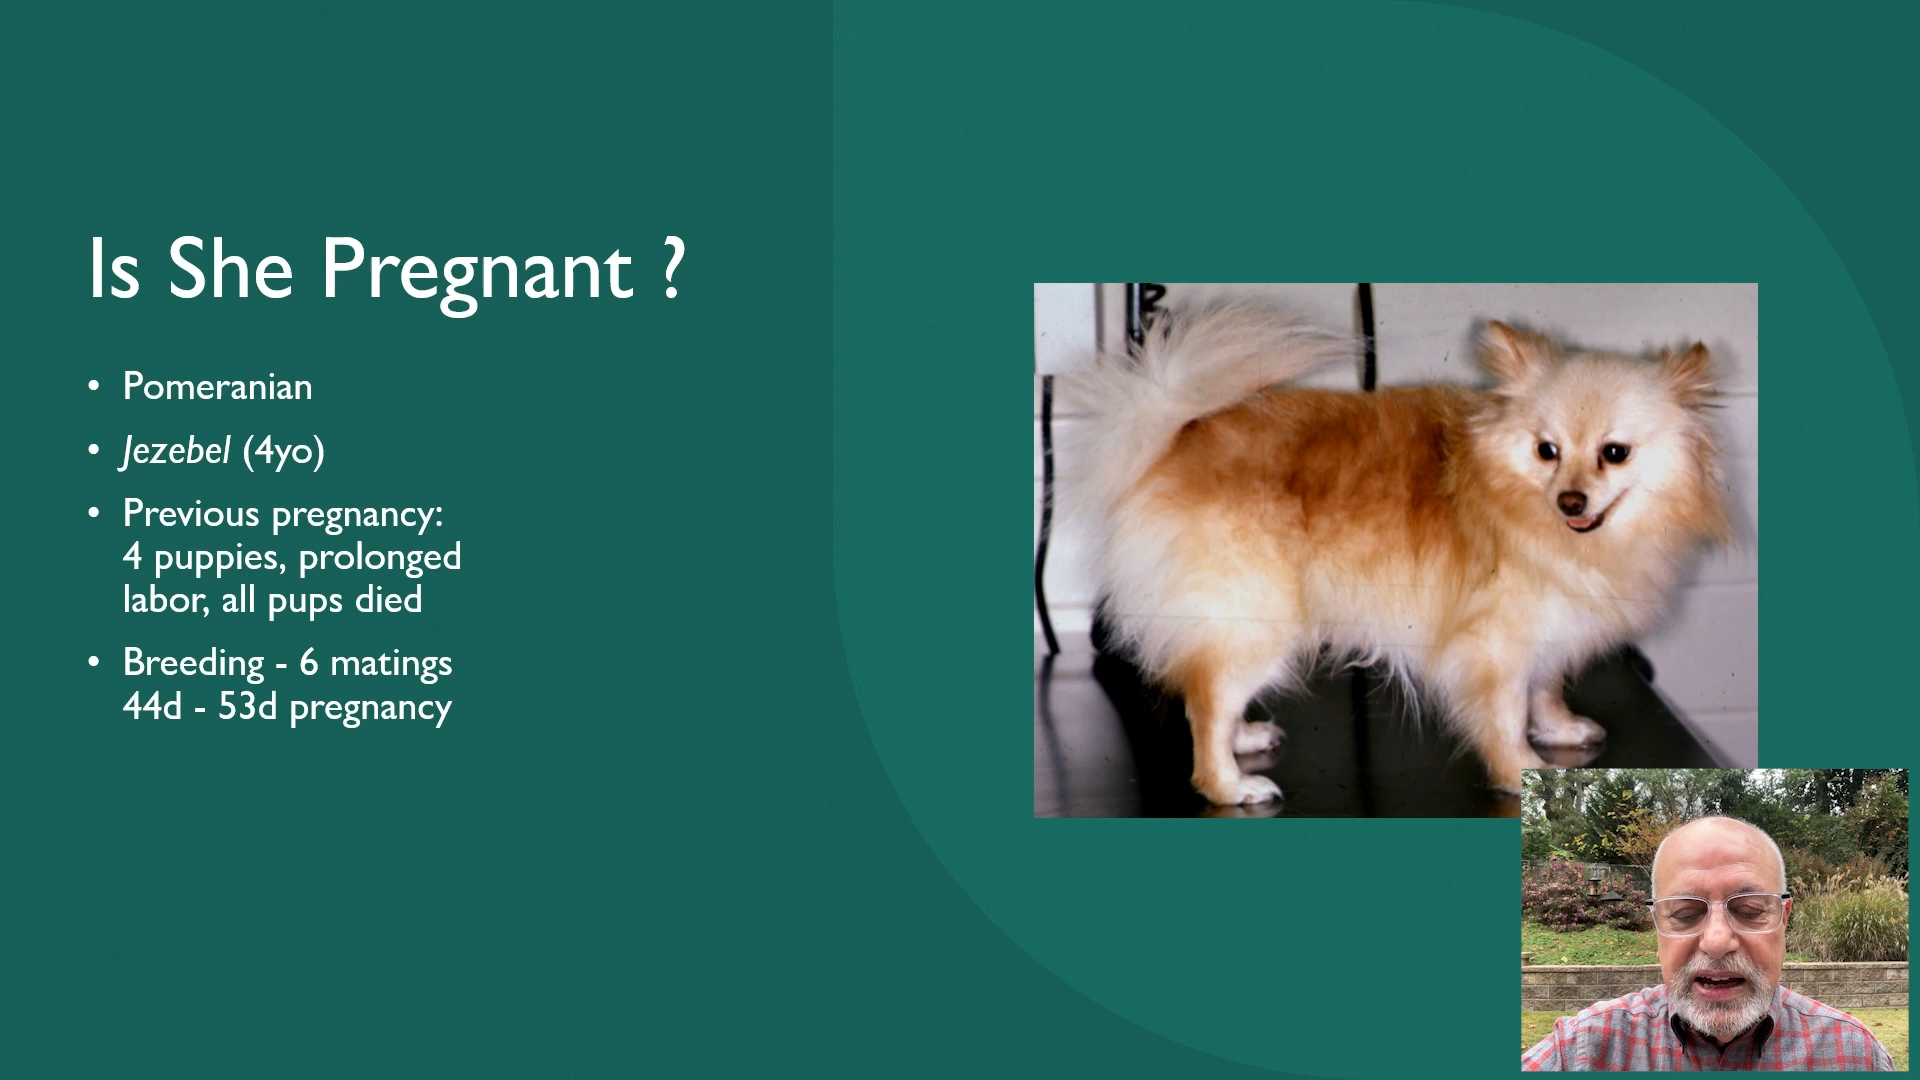 Is She Pregnant ?
• Pomeranian
• Jezebel (4yo)
• Previous pregnancy:
4 puppies, prolonged
labor, all pups died
• Breeding - 6 matings
44d - 53d pregnancy